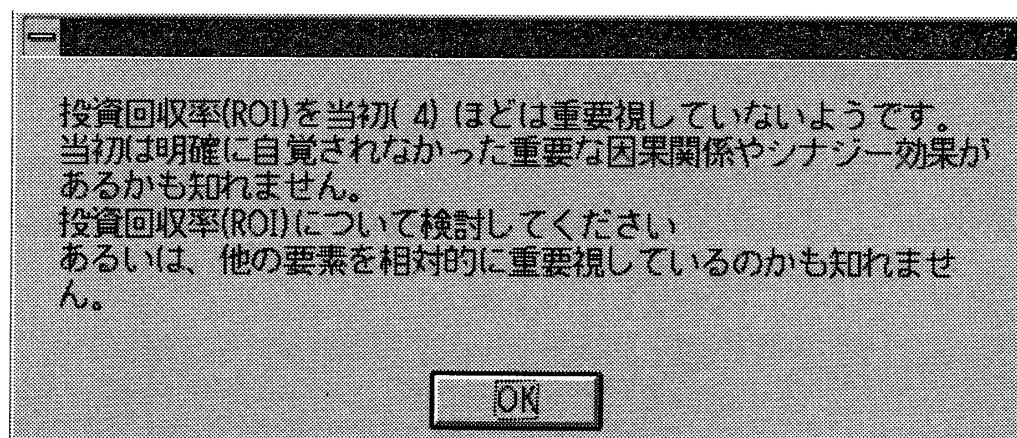 投資回収率(ROI)を当初( 4) ほどは重要視していないようです。
当初は明確に自覚されなかった重要な因果関係やシナジー効果が
あるかも知れません。
投資回収率(ROI)について検討してください
あるいは、他の要素を相対的に重要視しているのかも知れませ
ん。
OK